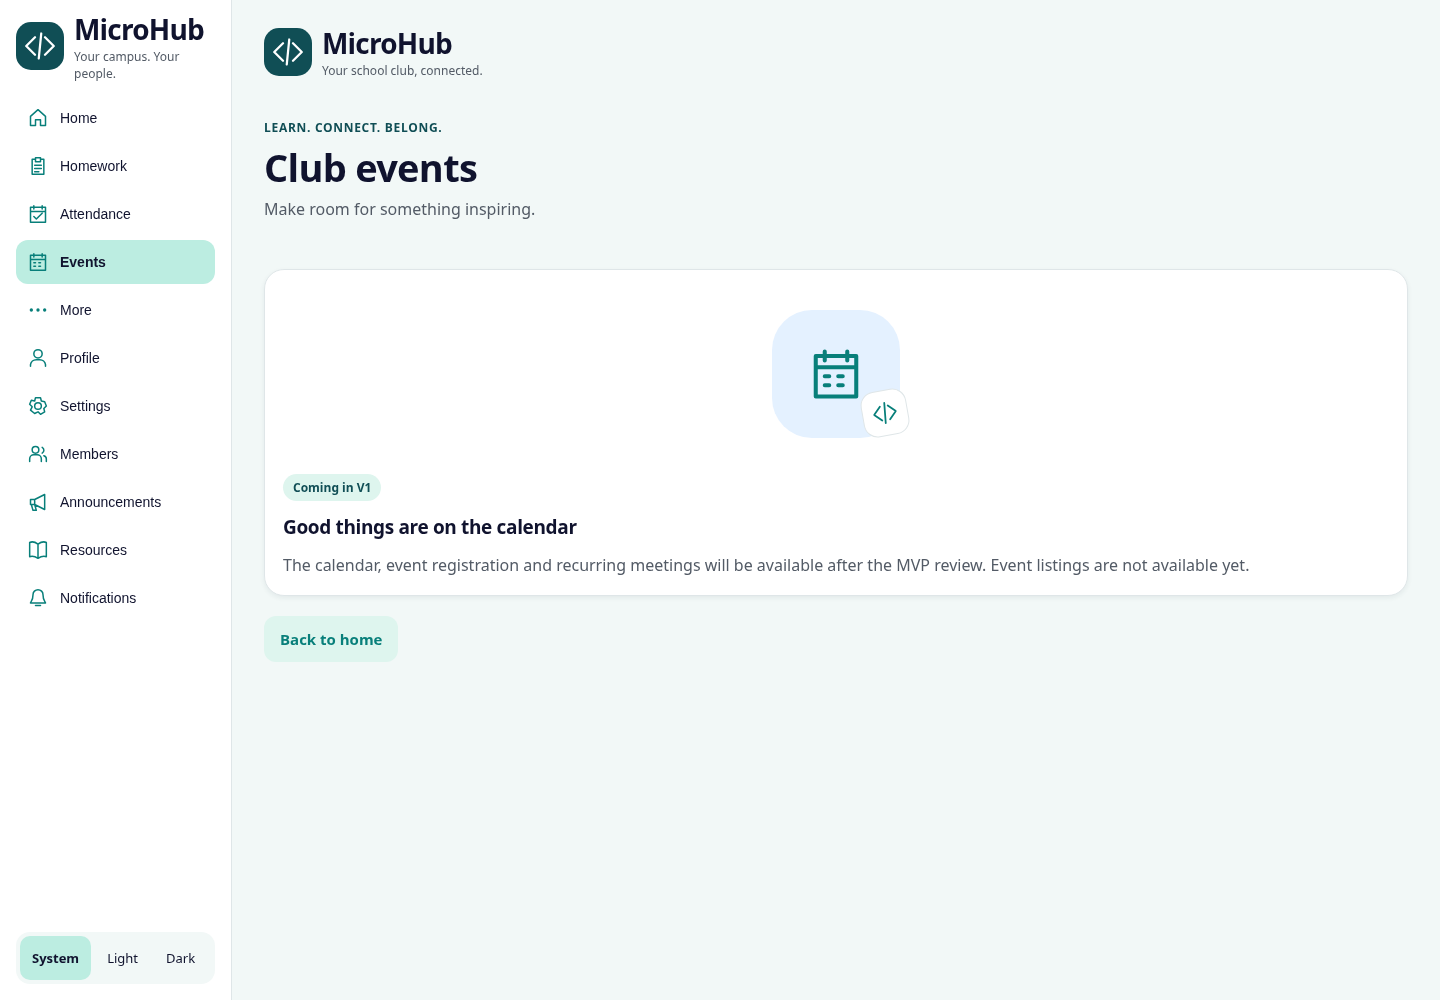 MicroHub
Your campus. Your
people.
Home
Homework
Attendance
Events
More
Profile
Settings
Members
Announcements
Resources
Notifications
System Light Dark
MicroHub
Your school club, connected.
LEARN. CONNECT. BELONG.
Club events
Make room for something inspiring.
Coming in V1
Good things are on the calendar
The calendar, event registration and recurring meetings will be available after the MVP review. Event listings are not available yet.
Back to home